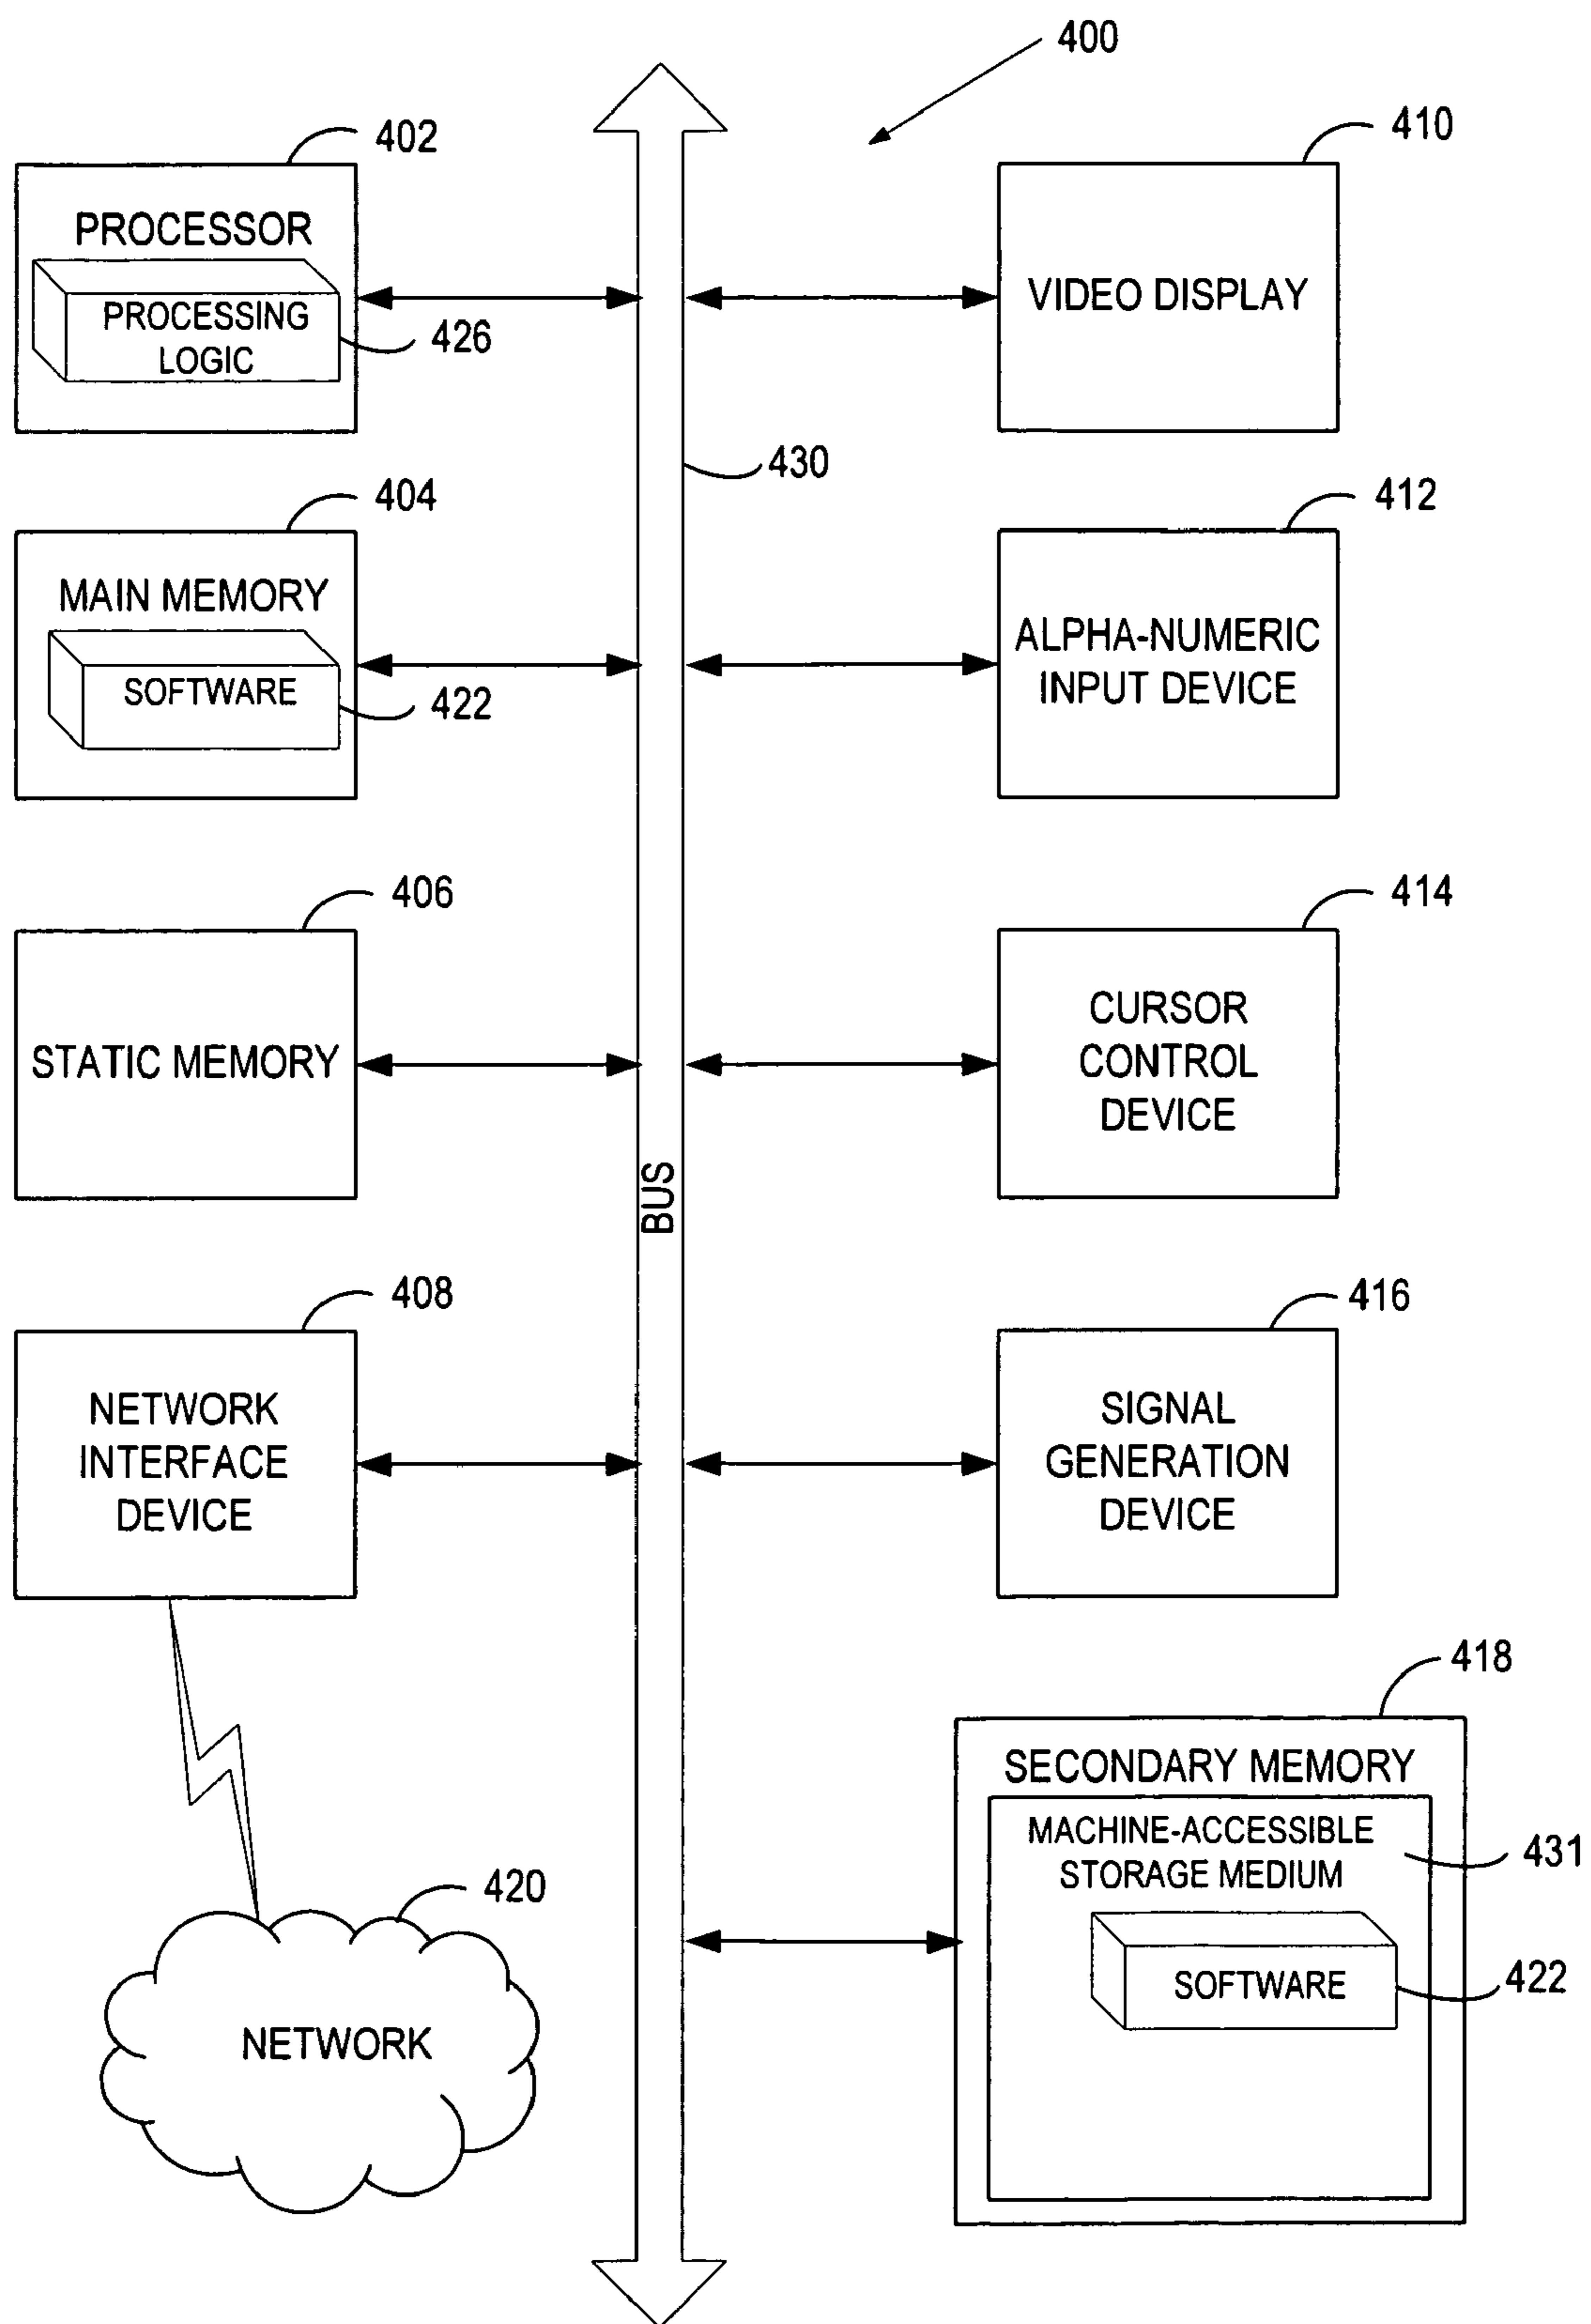 400
402
PROCESSOR
PROCESSING
LOGIC
426
410
VIDEO DISPLAY
430
404
MAIN MEMORY
SOFTWARE
422
412
ALPHA-NUMERIC
INPUT DEVICE
406
STATIC MEMORY
414
CURSOR
CONTROL
DEVICE
BUS
408
NETWORK
INTERFACE
DEVICE
416
SIGNAL
GENERATION
DEVICE
418
SECONDARY MEMORY
MACHINE-ACCESSIBLE
STORAGE MEDIUM
431
SOFTWARE
422
420
NETWORK